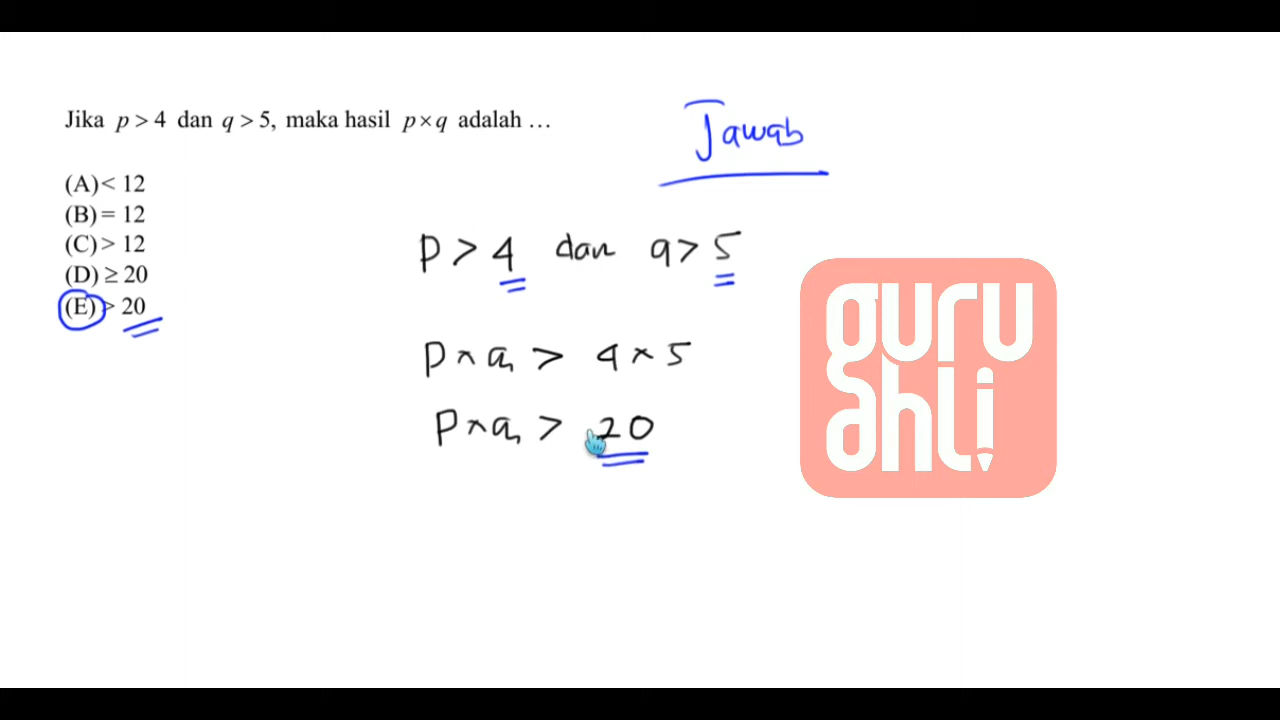 Jika p > 4 dan q > 5, maka hasil p × q adalah …
(A) < 12
(B) = 12
(C) > 12
(D) ≥ 20
(E) > 20
Jawab
p > 4 dan q > 5
p × q > 4 × 5
p × q > 20
guru
ahli